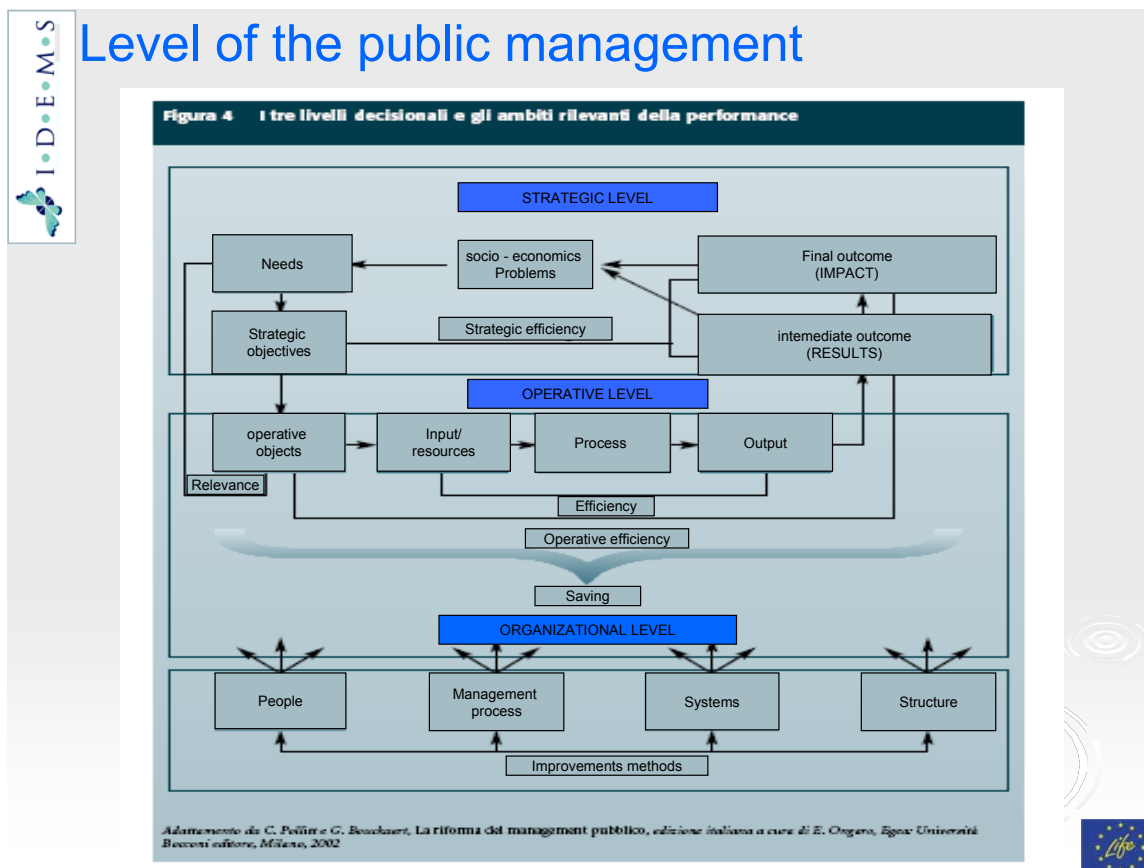 Level of the public management
I•D•E•M•S
Figura 4 I tre livelli decisionali e gli ambiti rilevanti della performance
STRATEGIC LEVEL
Needs
socio - economics
Problems
Final outcome
(IMPACT)
Strategic
objectives
Strategic efficiency
intemediate outcome
(RESULTS)
OPERATIVE LEVEL
operative
objects
Input/
resources
Process
Output
Relevance
Efficiency
Operative efficiency
Saving
ORGANIZATIONAL LEVEL
People
Management
process
Systems
Structure
Improvements methods
Adattamento da C. Pollitt e G. Bouckaert, La riforma del management pubblico, edizione italiana a cura di E. Ongaro, Egea: Università
Bocconi editore, Milano, 2002
Life